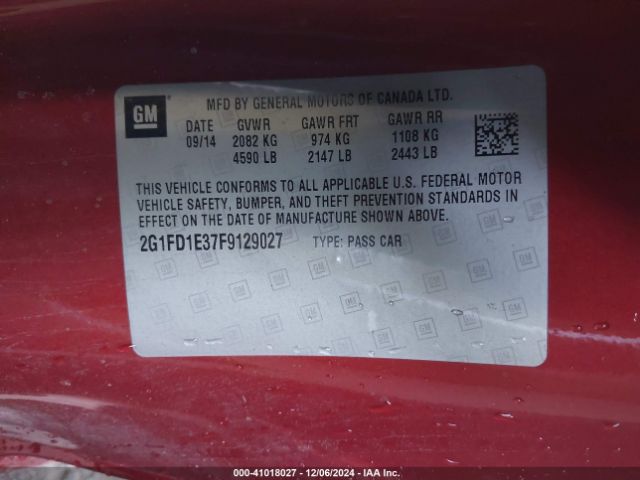 GM
MFD BY GENERAL MOTORS OF CANADA LTD.
DATE GVWR GAWR FRT GAWR RR
09/14 2082 KG 974 KG 1108 KG
4590 LB 2147 LB 2443 LB
THIS VEHICLE CONFORMS TO ALL APPLICABLE U.S. FEDERAL MOTOR
VEHICLE SAFETY, BUMPER, AND THEFT PREVENTION STANDARDS IN
EFFECT ON THE DATE OF MANUFACTURE SHOWN ABOVE.
2G1FD1E37F9129027 TYPE: PASS CAR
000-41018027 - 12/06/2024 - IAA Inc.